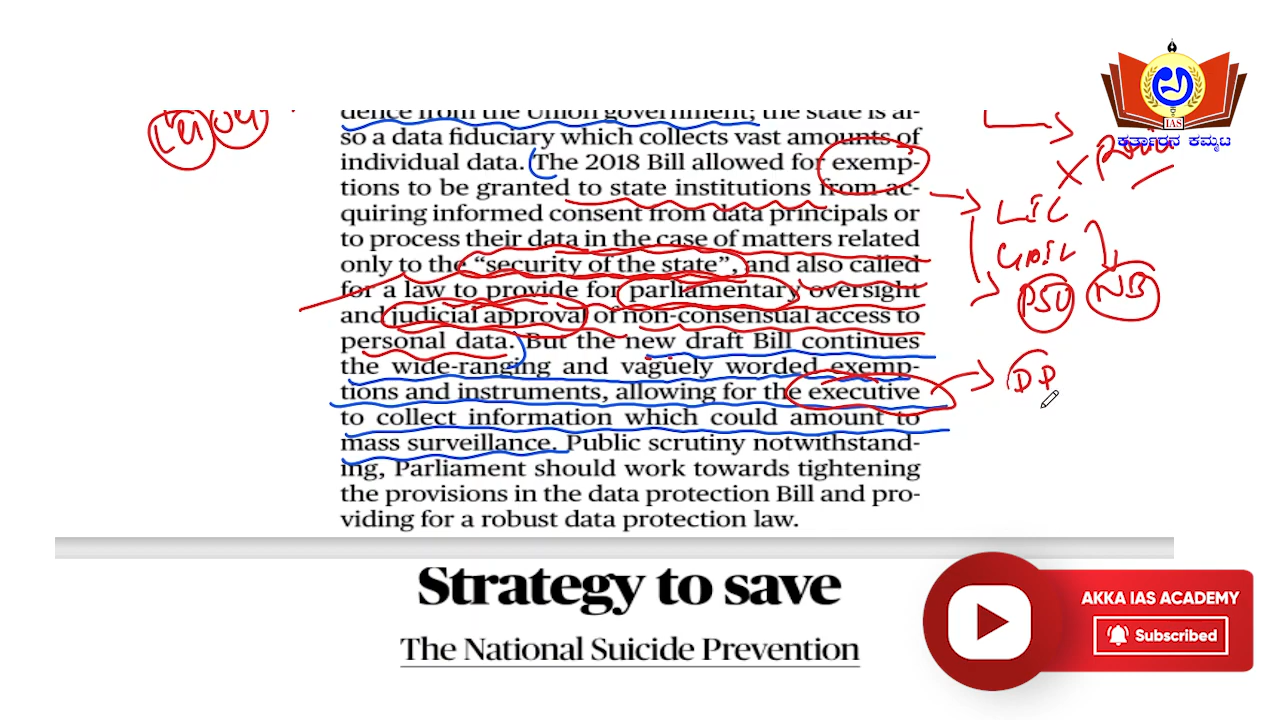 IAS
ಕರ್ತಾರನ ಕಮ್ಮಟ
dence from the Union government; the state is al-
so a data fiduciary which collects vast amounts of
individual data. The 2018 Bill allowed for exemp-
tions to be granted to state institutions from ac-
quiring informed consent from data principals or
to process their data in the case of matters related
only to the “security of the state”, and also called
for a law to provide for parliamentary oversight
and judicial approval of non-consensual access to
personal data. But the new draft Bill continues
the wide-ranging and vaguely worded exemp-
tions and instruments, allowing for the executive
to collect information which could amount to
mass surveillance. Public scrutiny notwithstand-
ing, Parliament should work towards tightening
the provisions in the data protection Bill and pro-
viding for a robust data protection law.
LIC
GAIL
PSU
NB
DP
Strategy to save
The National Suicide Prevention
AKKA IAS ACADEMY
Subscribed